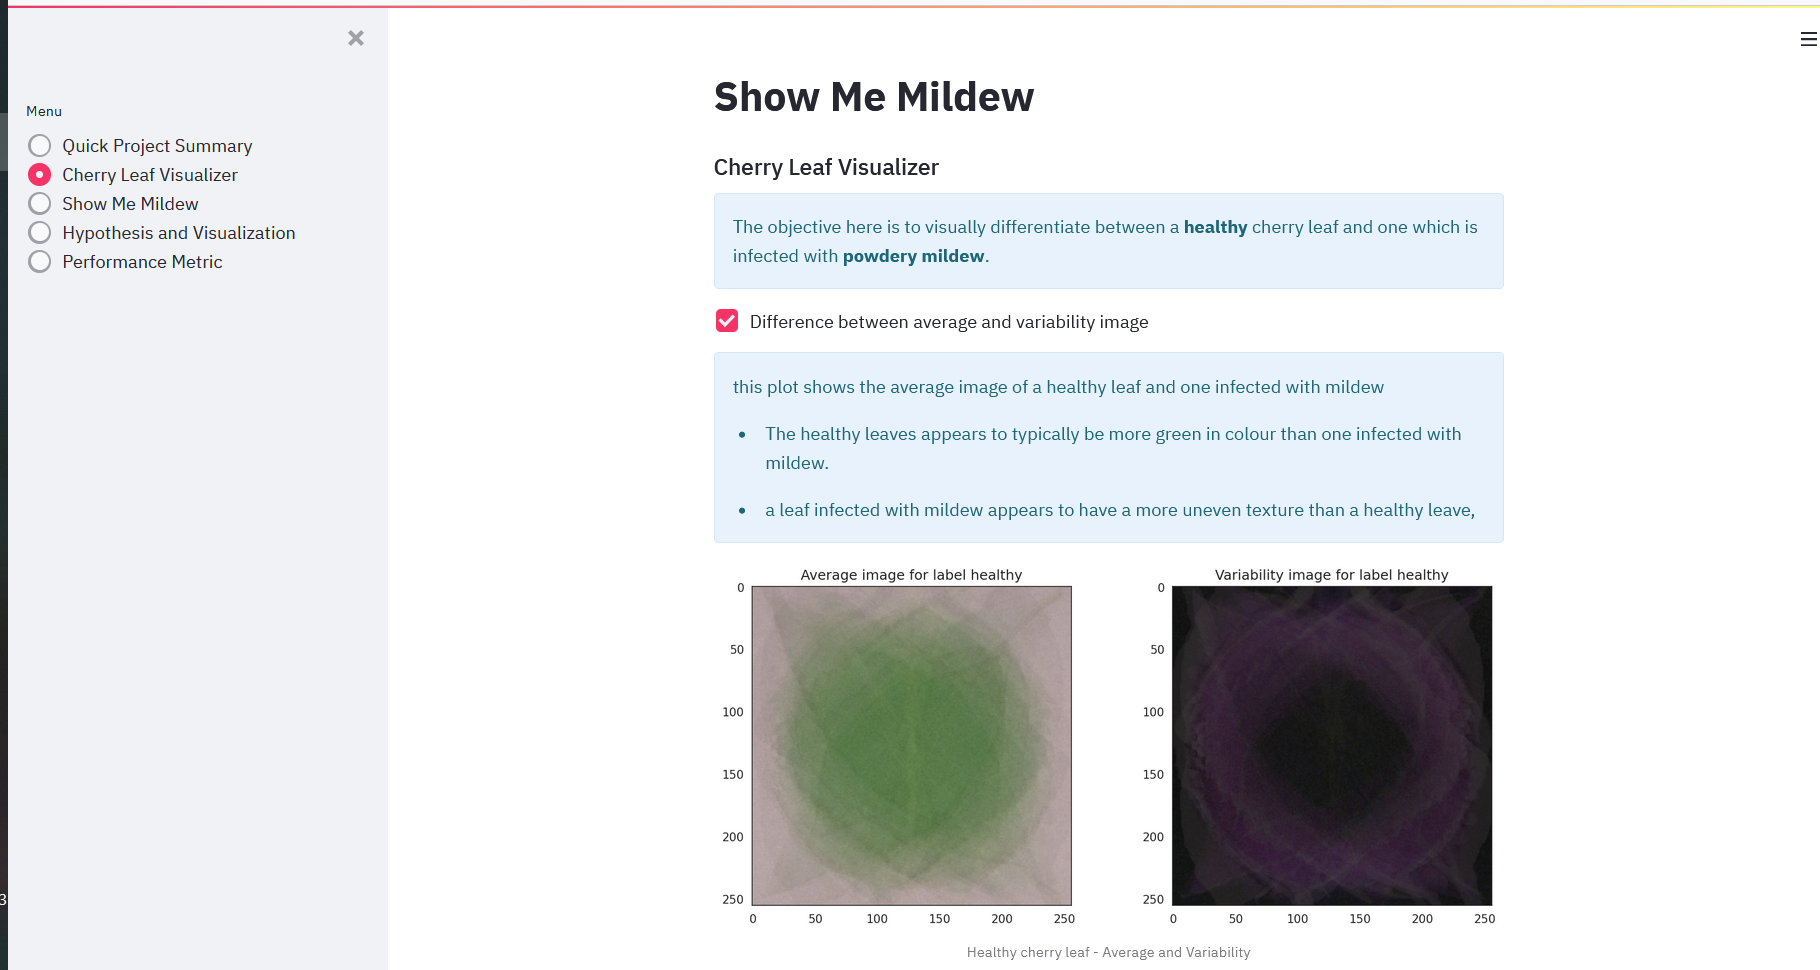 Menu
Quick Project Summary
Cherry Leaf Visualizer
Show Me Mildew
Hypothesis and Visualization
Performance Metric
3
Show Me Mildew
Cherry Leaf Visualizer
The objective here is to visually differentiate between a healthy cherry leaf and one which is
infected with powdery mildew.
Difference between average and variability image
this plot shows the average image of a healthy leaf and one infected with mildew
• The healthy leaves appears to typically be more green in colour than one infected with
mildew.
• a leaf infected with mildew appears to have a more uneven texture than a healthy leave,
Average image for label healthy
0
50
100
150
200
250
0 50 100 150 200 250
Variability image for label healthy
0
50
100
150
200
250
0 50 100 150 200 250
Healthy cherry leaf - Average and Variability